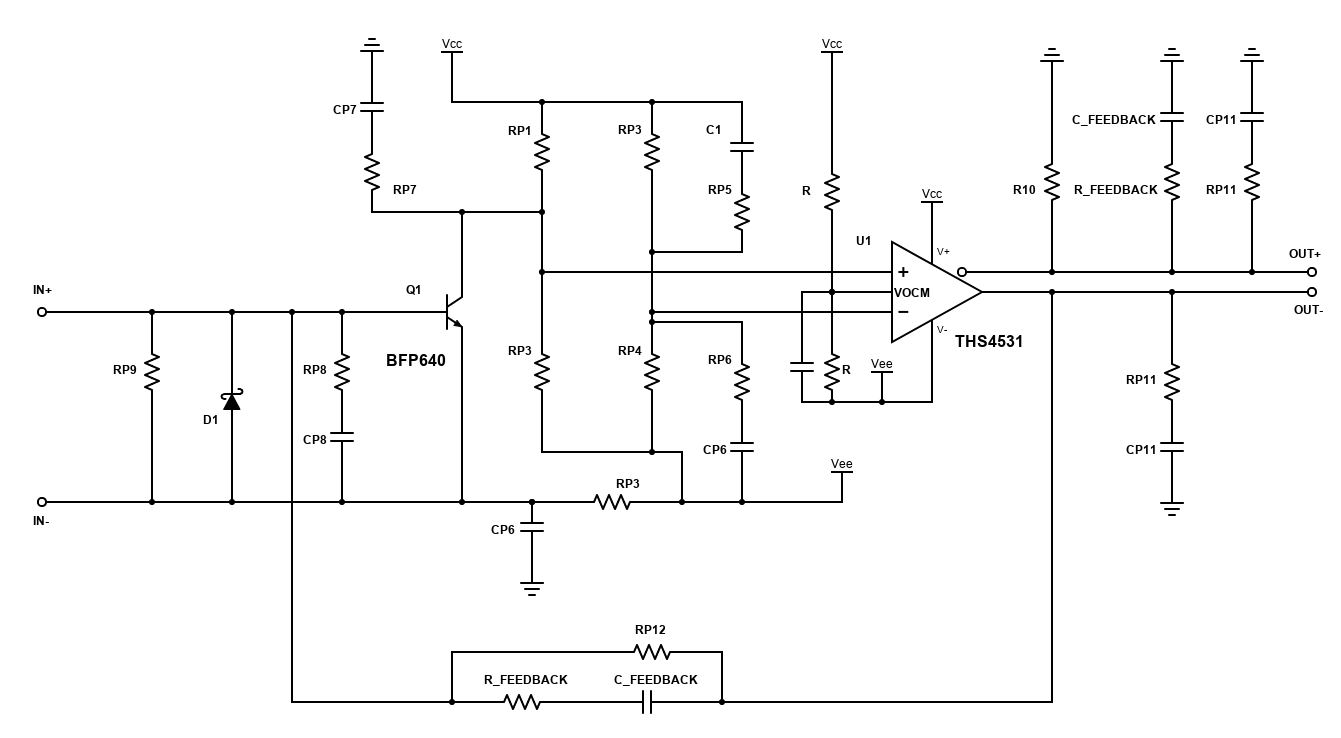 Vcc
Vcc
CP7
RP1
RP3
C1
C_FEEDBACK
CP11
RP7
RP5
R
R10
R_FEEDBACK
RP11
Vcc
U1
V+
OUT+
+
IN+
Q1
VOCM
OUT-
−
V-
THS4531
BFP640
RP3
RP4
RP6
Vee
RP9
RP8
R
RP11
D1
CP8
CP6
CP11
Vee
RP3
IN-
CP6
RP12
R_FEEDBACK
C_FEEDBACK